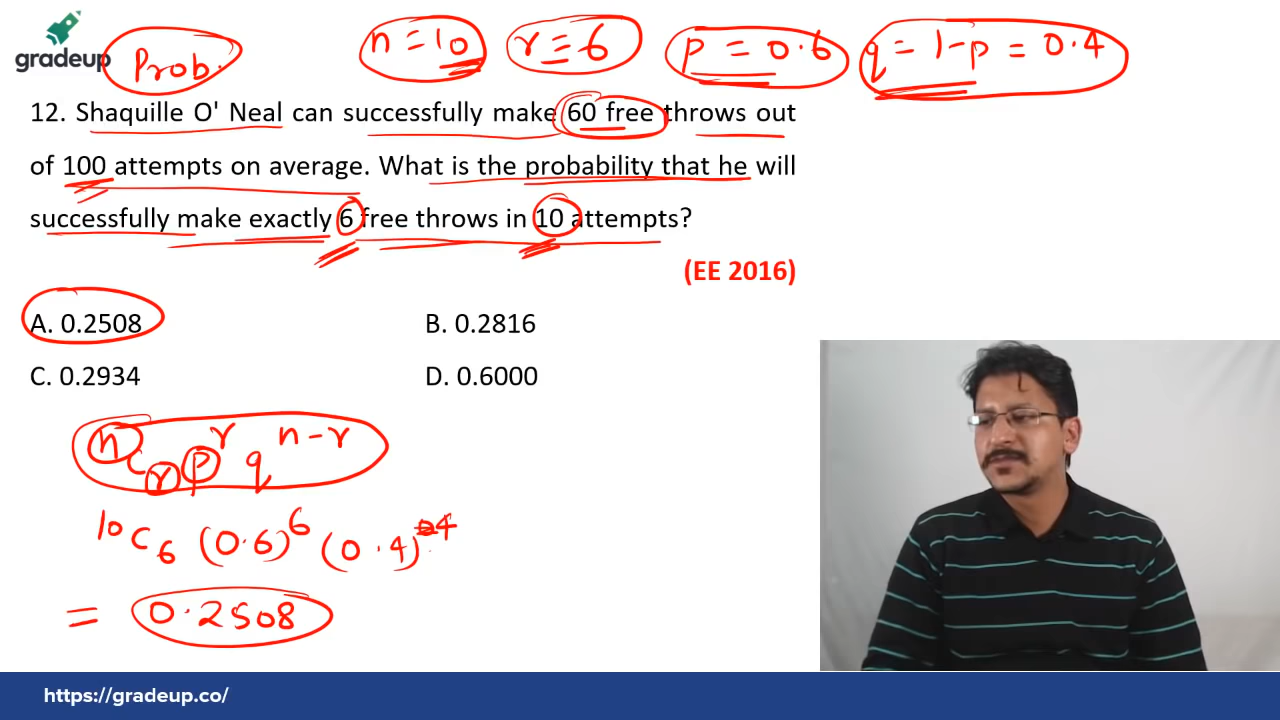 gradeup
Prob.
n = 10
r = 6
p = 0.6
q = 1-p = 0.4
12. Shaquille O' Neal can successfully make 60 free throws out
of 100 attempts on average. What is the probability that he will
successfully make exactly 6 free throws in 10 attempts?
(EE 2016)
A. 0.2508
B. 0.2816
C. 0.2934
D. 0.6000
n C r p^r q^n-r
10 C 6 (0.6)^6 (0.4)^4
= 0.2508
https://gradeup.co/